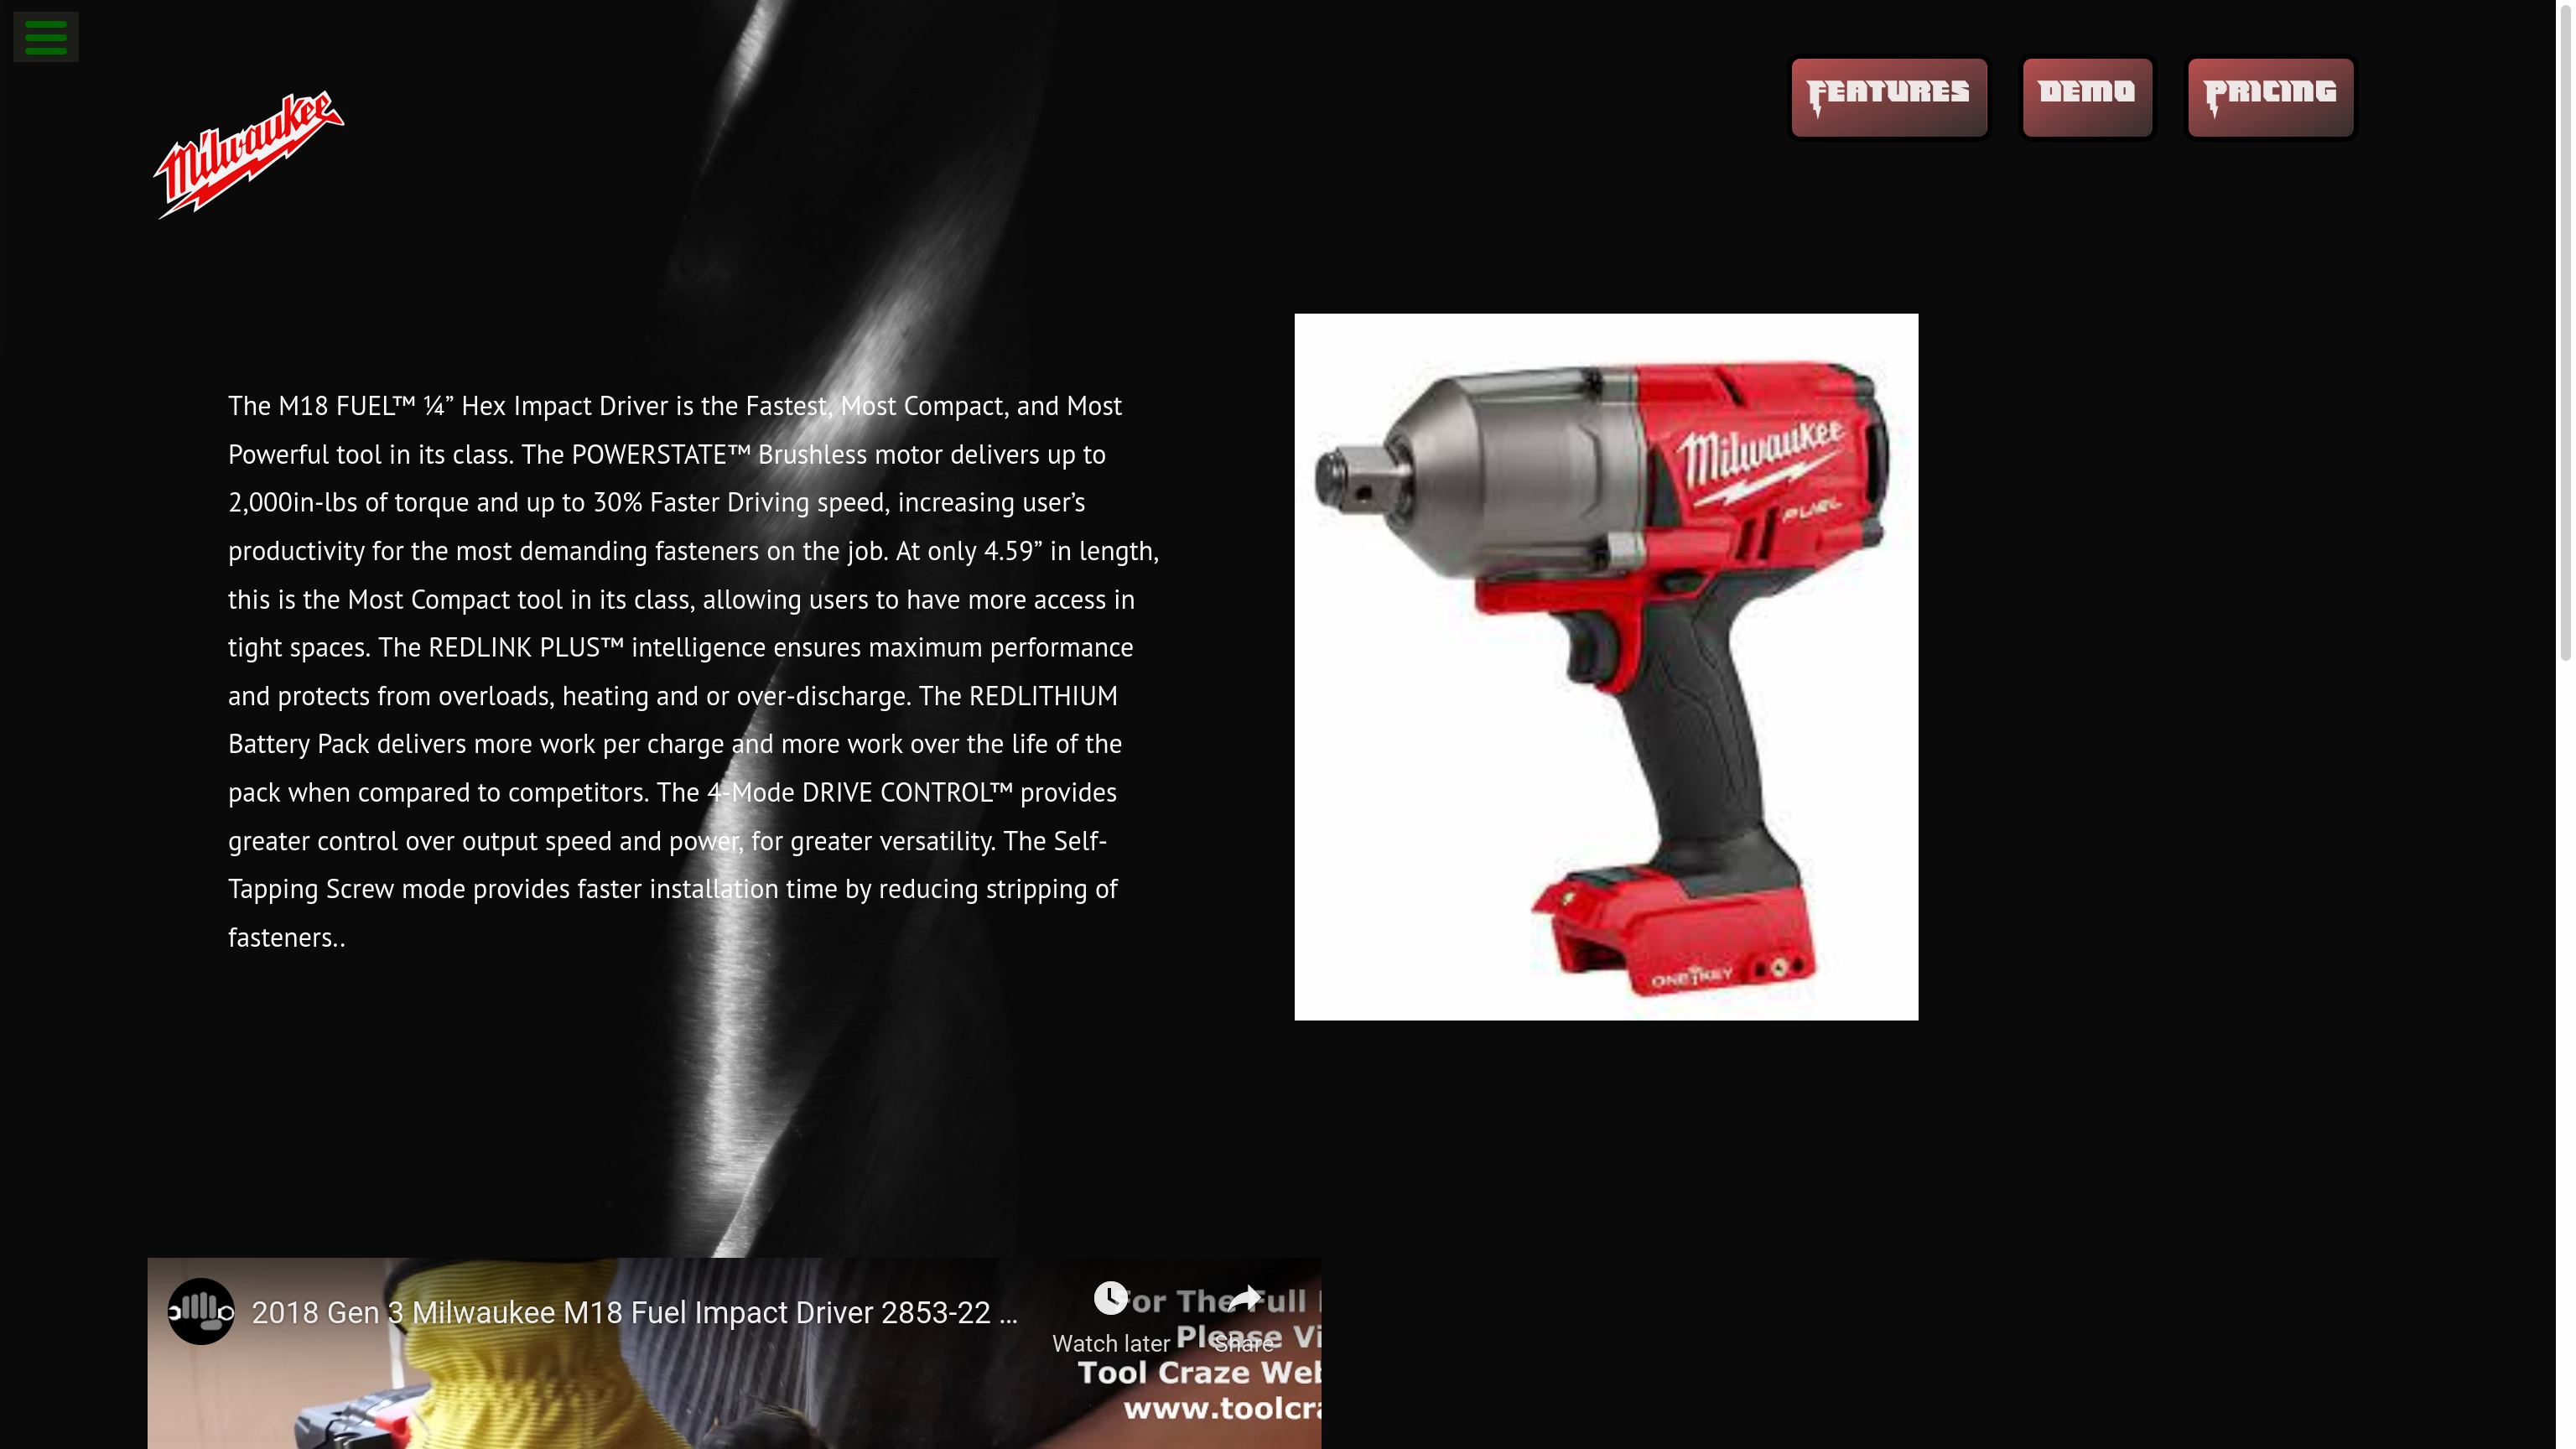 Milwaukee
FEATURES
DEMO
PRICING
The M18 FUEL™ ¼” Hex Impact Driver is the Fastest, Most Compact, and Most
Powerful tool in its class. The POWERSTATE™ Brushless motor delivers up to
2,000in-lbs of torque and up to 30% Faster Driving speed, increasing user’s
productivity for the most demanding fasteners on the job. At only 4.59” in length,
this is the Most Compact tool in its class, allowing users to have more access in
tight spaces. The REDLINK PLUS™ intelligence ensures maximum performance
and protects from overloads, heating and or over-discharge. The REDLITHIUM
Battery Pack delivers more work per charge and more work over the life of the
pack when compared to competitors. The 4-Mode DRIVE CONTROL™ provides
greater control over output speed and power, for greater versatility. The Self-
Tapping Screw mode provides faster installation time by reducing stripping of
fasteners..
Milwaukee
FUEL
ONE KEY
2018 Gen 3 Milwaukee M18 Fuel Impact Driver 2853-22 ...
Watch later
Share
For The Full
Please Vi
Tool Craze Web
www.toolcra